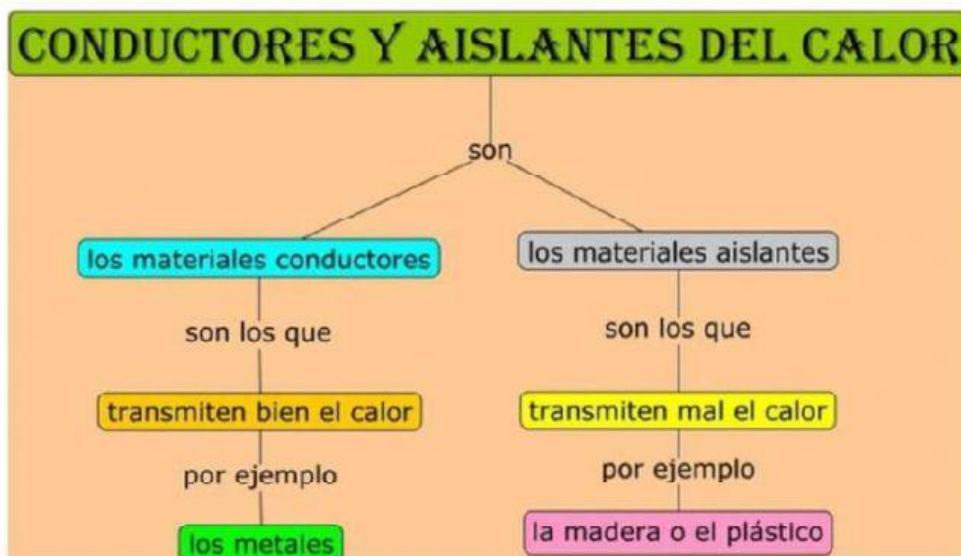 CONDUCTORES Y AISLANTES DEL CALOR
son
los materiales conductores
son los que
transmiten bien el calor
por ejemplo
los metales
los materiales aislantes
son los que
transmiten mal el calor
por ejemplo
la madera o el plástico